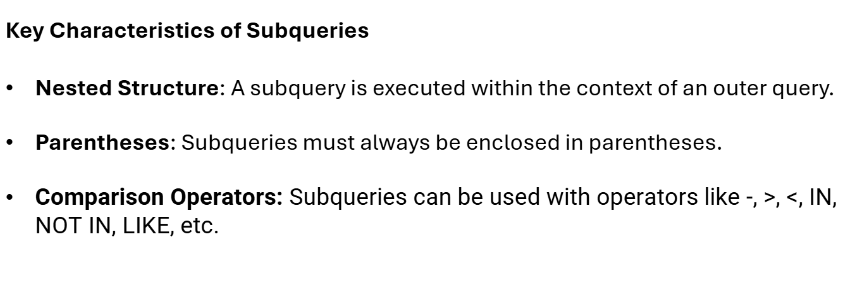 Key Characteristics of Subqueries
• Nested Structure: A subquery is executed within the context of an outer query.
• Parentheses: Subqueries must always be enclosed in parentheses.
• Comparison Operators: Subqueries can be used with operators like -, >, <, IN,
NOT IN, LIKE, etc.